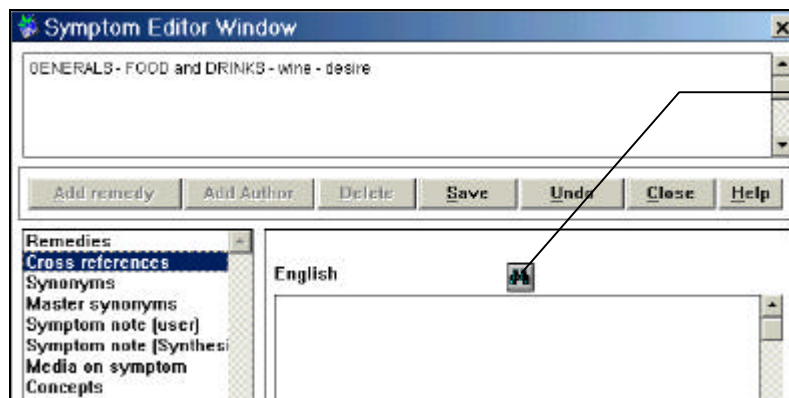 Symptom Editor Window
GENERALS - FOOD and DRINKS - wine - desire
Add remedy Add Author Delete Save Undo Close Help
Remedies
Cross references
Synonyms
Master synonyms
Symptom note (user)
Symptom note (Synthesi
Media on symptom
Concepts
English